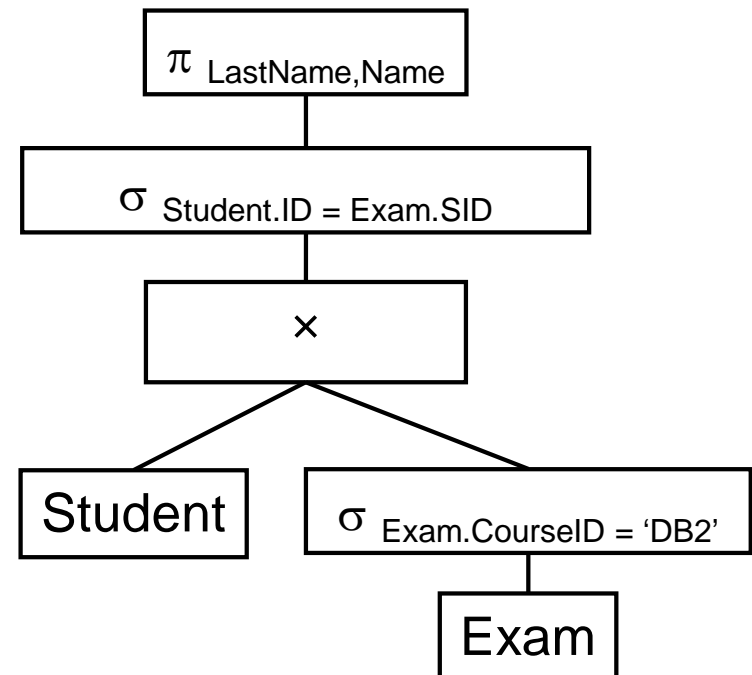 π LastName,Name
σ Student.ID = Exam.SID
×
Student
σ Exam.CourseID = ‘DB2’
Exam